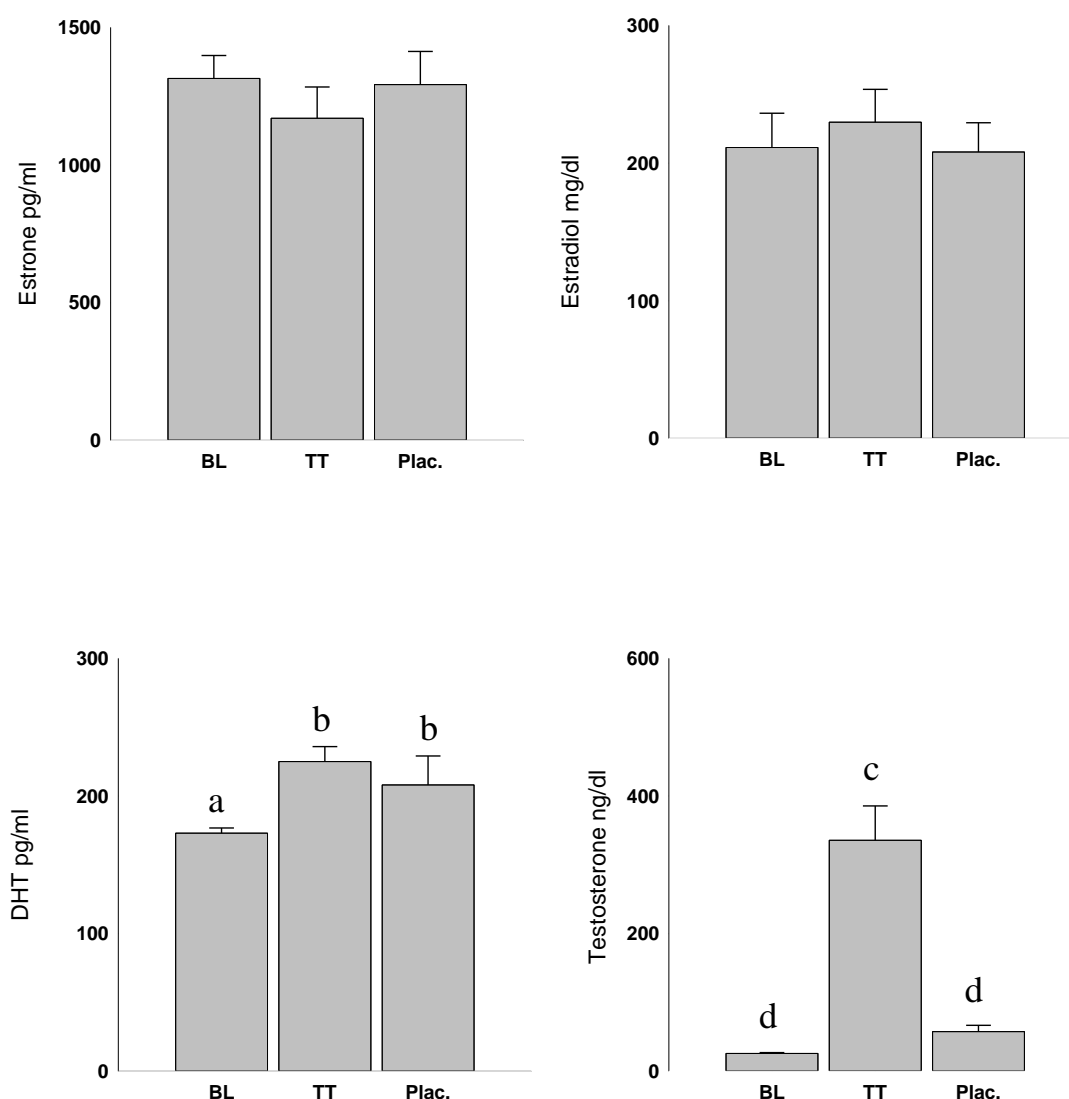 1500
1000
500
0
Estrone pg/ml
BL TT Plac.
300
200
100
0
Estradiol mg/dl
BL TT Plac.
300
200
100
0
DHT pg/ml
a b b
BL TT Plac.
600
400
200
0
Testosterone ng/dl
d c d
BL TT Plac.